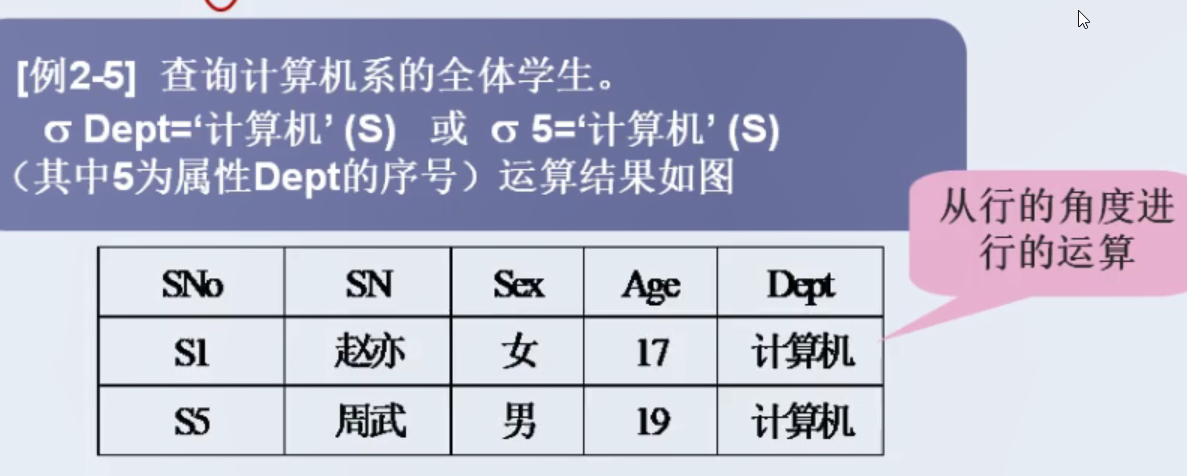 [例2-5] 查询计算机系的全体学生。
σ Dept=‘计算机’ (S) 或 σ 5=‘计算机’ (S)
（其中5为属性Dept的序号）运算结果如图
从行的角度进
行的运算
SNo SN Sex Age Dept
S1 赵亦 女 17 计算机
S5 周武 男 19 计算机